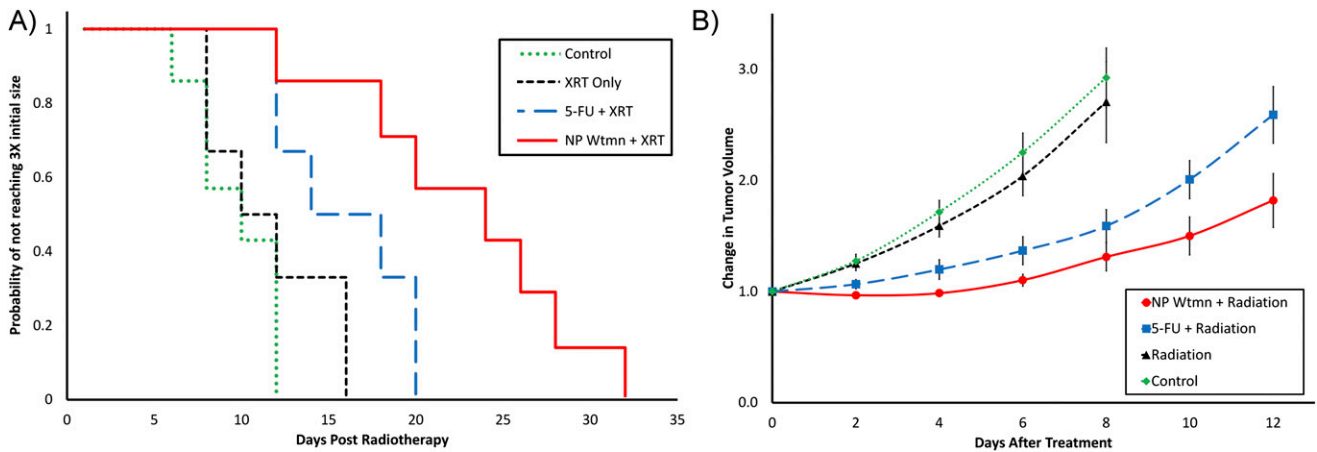 A)
Probability of not reaching 3X initial size
1
0.8
0.6
0.4
0.2
0
0 5 10 15 20 25 30 35
Days Post Radiotherapy
Control
XRT Only
5-FU + XRT
NP Wtmn + XRT
B)
Change in Tumor Volume
3.0
2.0
1.0
0.0
0 2 4 6 8 10 12
Days After Treatment
NP Wtmn + Radiation
5-FU + Radiation
Radiation
Control